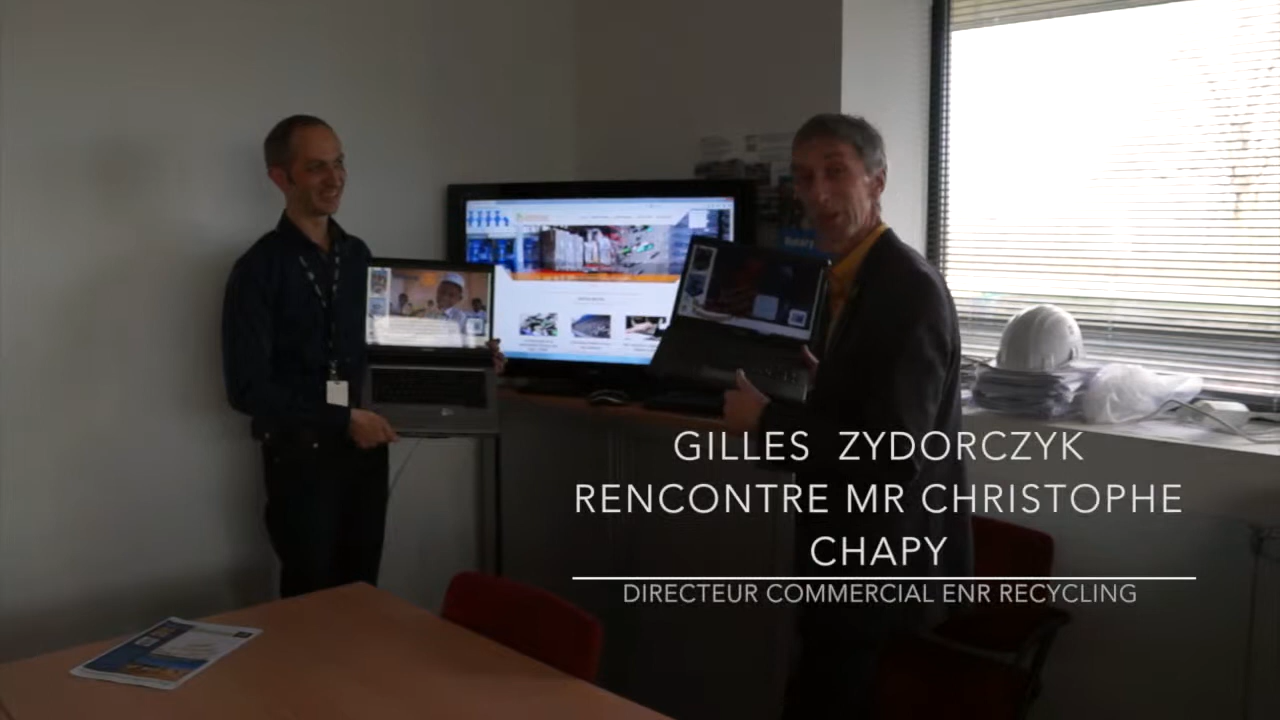 GILLES ZYDORCZYK
RENCONTRE MR CHRISTOPHE
CHAPY
DIRECTEUR COMMERCIAL ENR RECYCLING